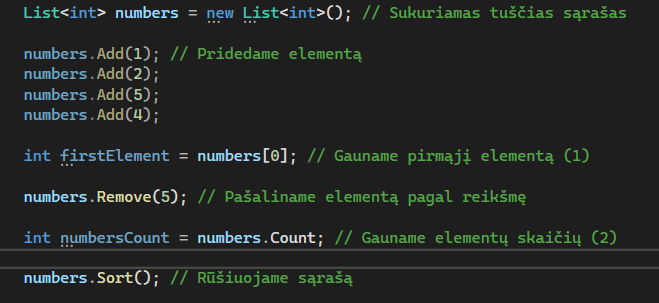 List<int> numbers = new List<int>(); // Sukuriamas tuščias sąrašas
numbers.Add(1); // Pridedame elementą
numbers.Add(2);
numbers.Add(5);
numbers.Add(4);
int firstElement = numbers[0]; // Gauname pirmąjį elementą (1)
numbers.Remove(5); // Pašaliname elementą pagal reikšmę
int numbersCount = numbers.Count; // Gauname elementų skaičių (2)
numbers.Sort(); // Rūšiuojame sąrašą